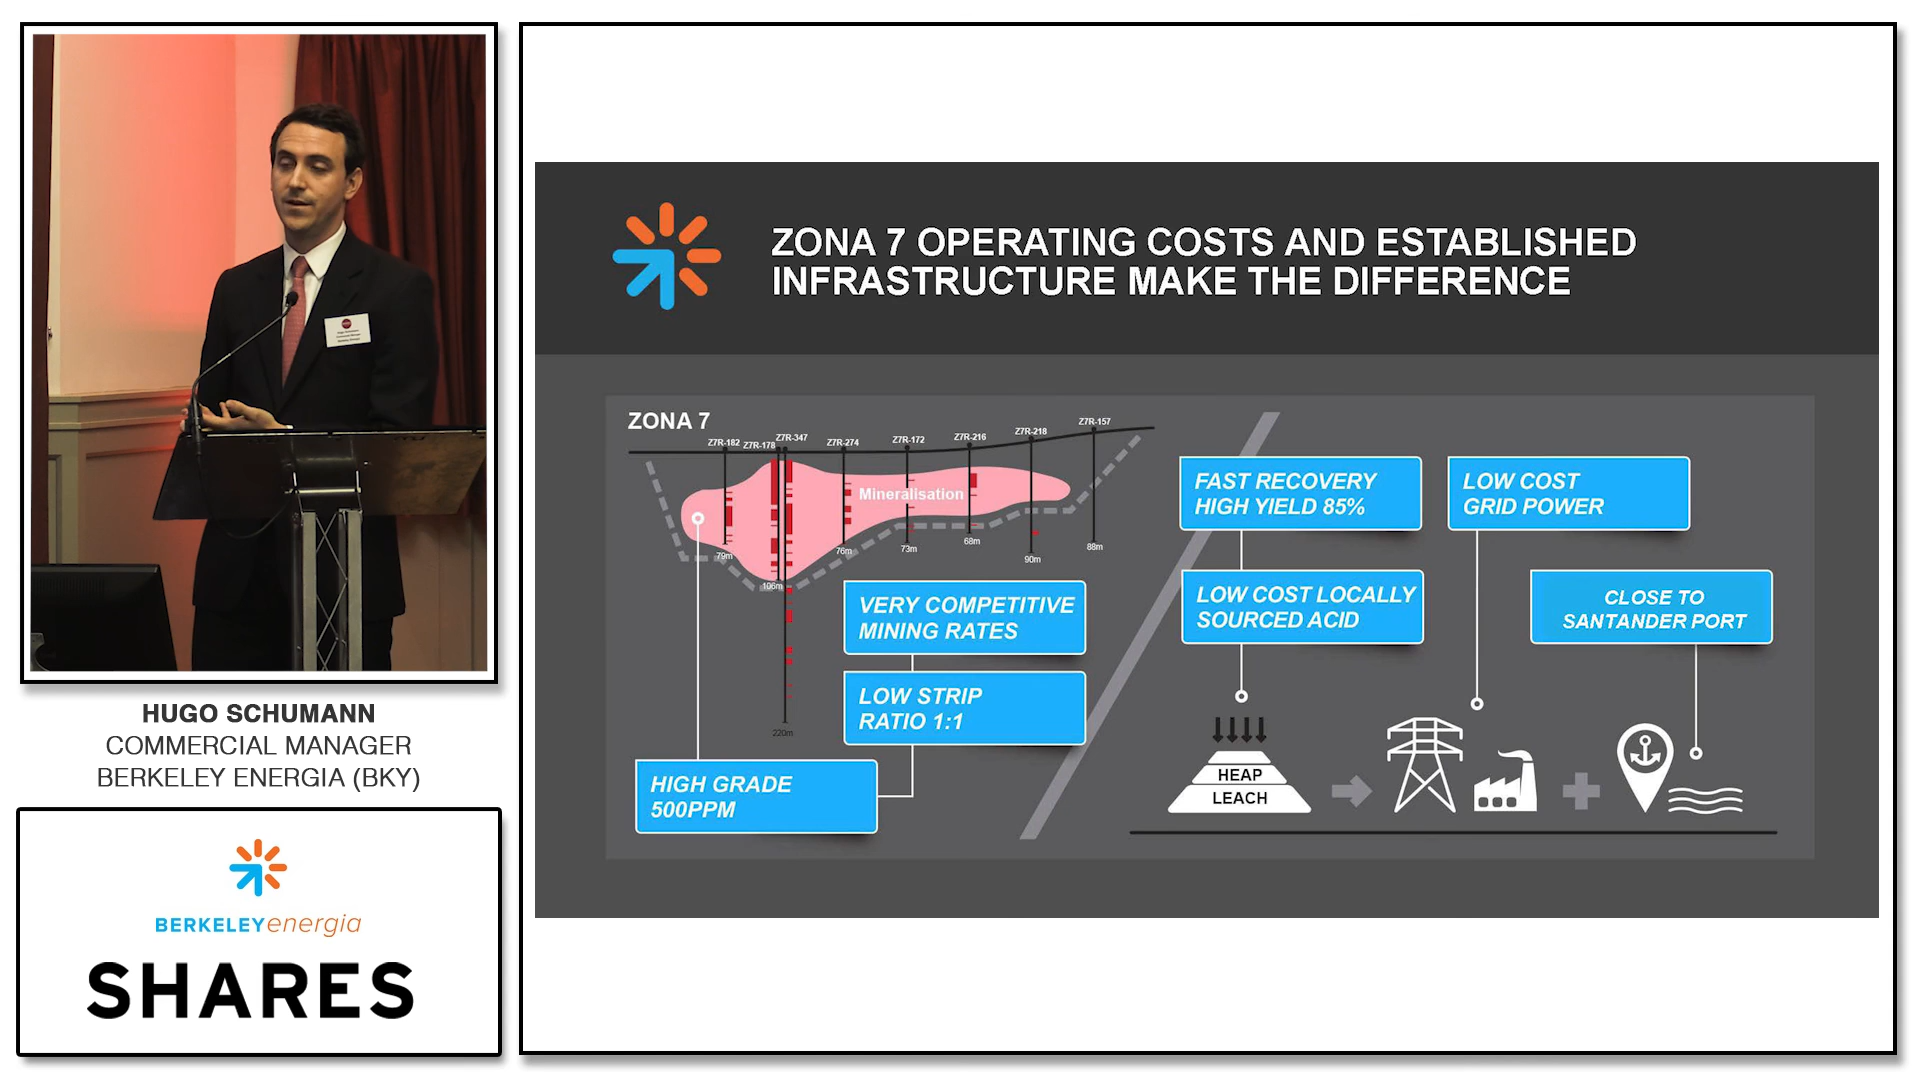 HUGO SCHUMANN
COMMERCIAL MANAGER
BERKELEY ENERGIA (BKY)
BERKELEYenergia
SHARES
ZONA 7 OPERATING COSTS AND ESTABLISHED
INFRASTRUCTURE MAKE THE DIFFERENCE
ZONA 7
Z7R-182
Z7R-178
Z7R-347
Z7R-274
Z7R-172
Z7R-216
Z7R-218
Z7R-157
Mineralisation
79m
106m
76m
73m
68m
90m
88m
220m
VERY COMPETITIVE
MINING RATES
LOW STRIP
RATIO 1:1
HIGH GRADE
500PPM
FAST RECOVERY
HIGH YIELD 85%
LOW COST
GRID POWER
LOW COST LOCALLY
SOURCED ACID
CLOSE TO
SANTANDER PORT
HEAP
LEACH